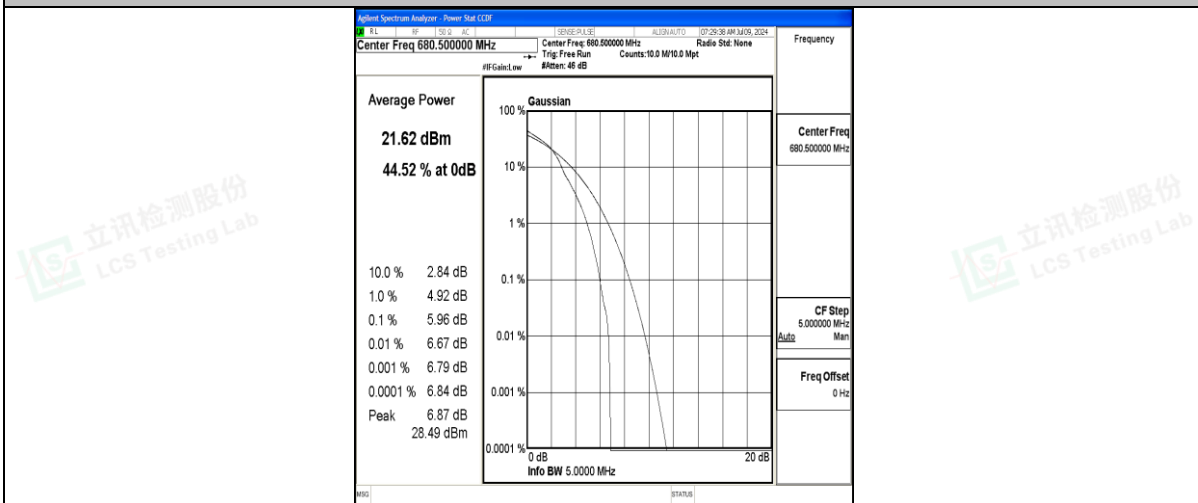 Agilent Spectrum Analyzer - Power Stat CCDF
RL RF 50 Ω AC SENSE:PULSE ALIGNAUTO 07:29:38 AM Jul 09, 2024
Center Freq 680.500000 MHz
Center Freq: 680.500000 MHz Radio Std: None
Trig: Free Run Counts:10.0 M/10.0 Mpt
#IFGain:Low #Atten: 46 dB
Frequency
Average Power
21.62 dBm
44.52 % at 0dB
10.0 % 2.84 dB
1.0 % 4.92 dB
0.1 % 5.96 dB
0.01 % 6.67 dB
0.001 % 6.79 dB
0.0001 % 6.84 dB
Peak 6.87 dB
28.49 dBm
Gaussian
100 %
10 %
1 %
0.1 %
0.01 %
0.001 %
0.0001 %
0 dB 20 dB
Info BW 5.0000 MHz
Center Freq
680.500000 MHz
CF Step
5.000000 MHz
Auto Man
Freq Offset
0 Hz
MSG STATUS
立讯检测股份
LCS Testing Lab
立讯检测股份
LCS Testing Lab